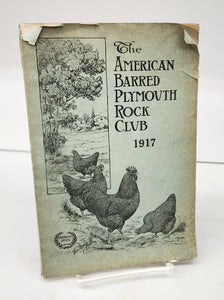 The
AMERICAN
BARRED
PLYMOUTH
ROCK
CLUB
1917